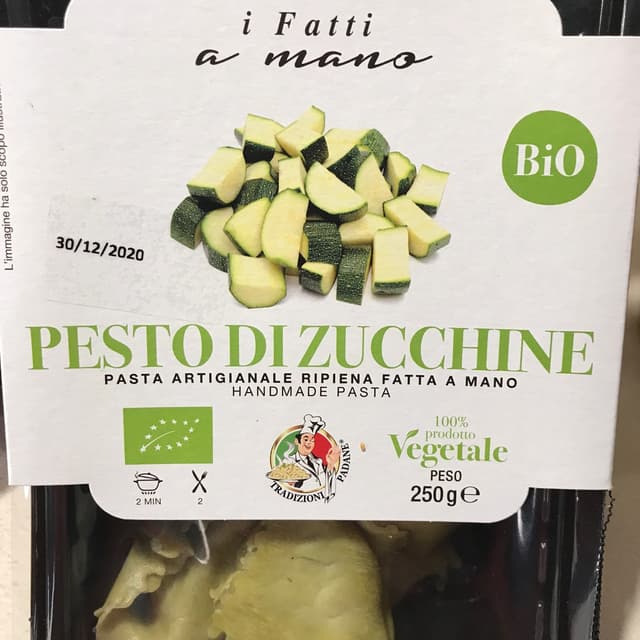 i Fatti
a mano
BiO
L'immagine ha solo scopo
30/12/2020
PESTO DI ZUCCHINE
PASTA ARTIGIANALE RIPIENA FATTA A MANO
HANDMADE PASTA
2 MIN
2
TRADIZIONI PADANE®
100%
prodotto
Vegetale
PESO
250 g ℮